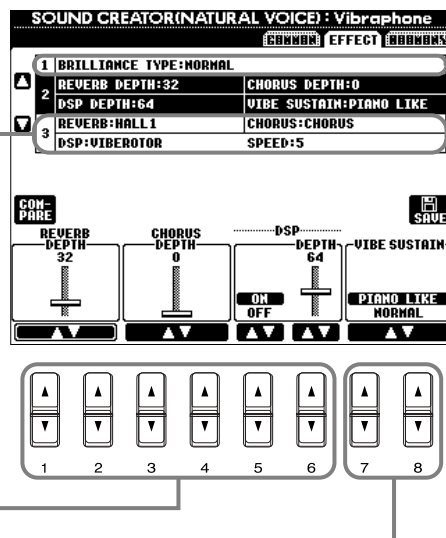 SOUND CREATOR(NATURAL VOICE) : Vibraphone
COMMON EFFECT HARMONY
1 BRILLIANCE TYPE:NORMAL
2 REVERB DEPTH:32 CHORUS DEPTH:0
DSP DEPTH:64 VIBE SUSTAIN:PIANO LIKE
3 REVERB:HALL1 CHORUS:CHORUS
DSP:VIBEROTOR SPEED:5
COM-
PARE
SAVE
REVERB DEPTH 32
CHORUS DEPTH 0
DSP
ON
OFF
DEPTH 64
VIBE SUSTAIN
PIANO LIKE
NORMAL
1 2 3 4 5 6 7 8